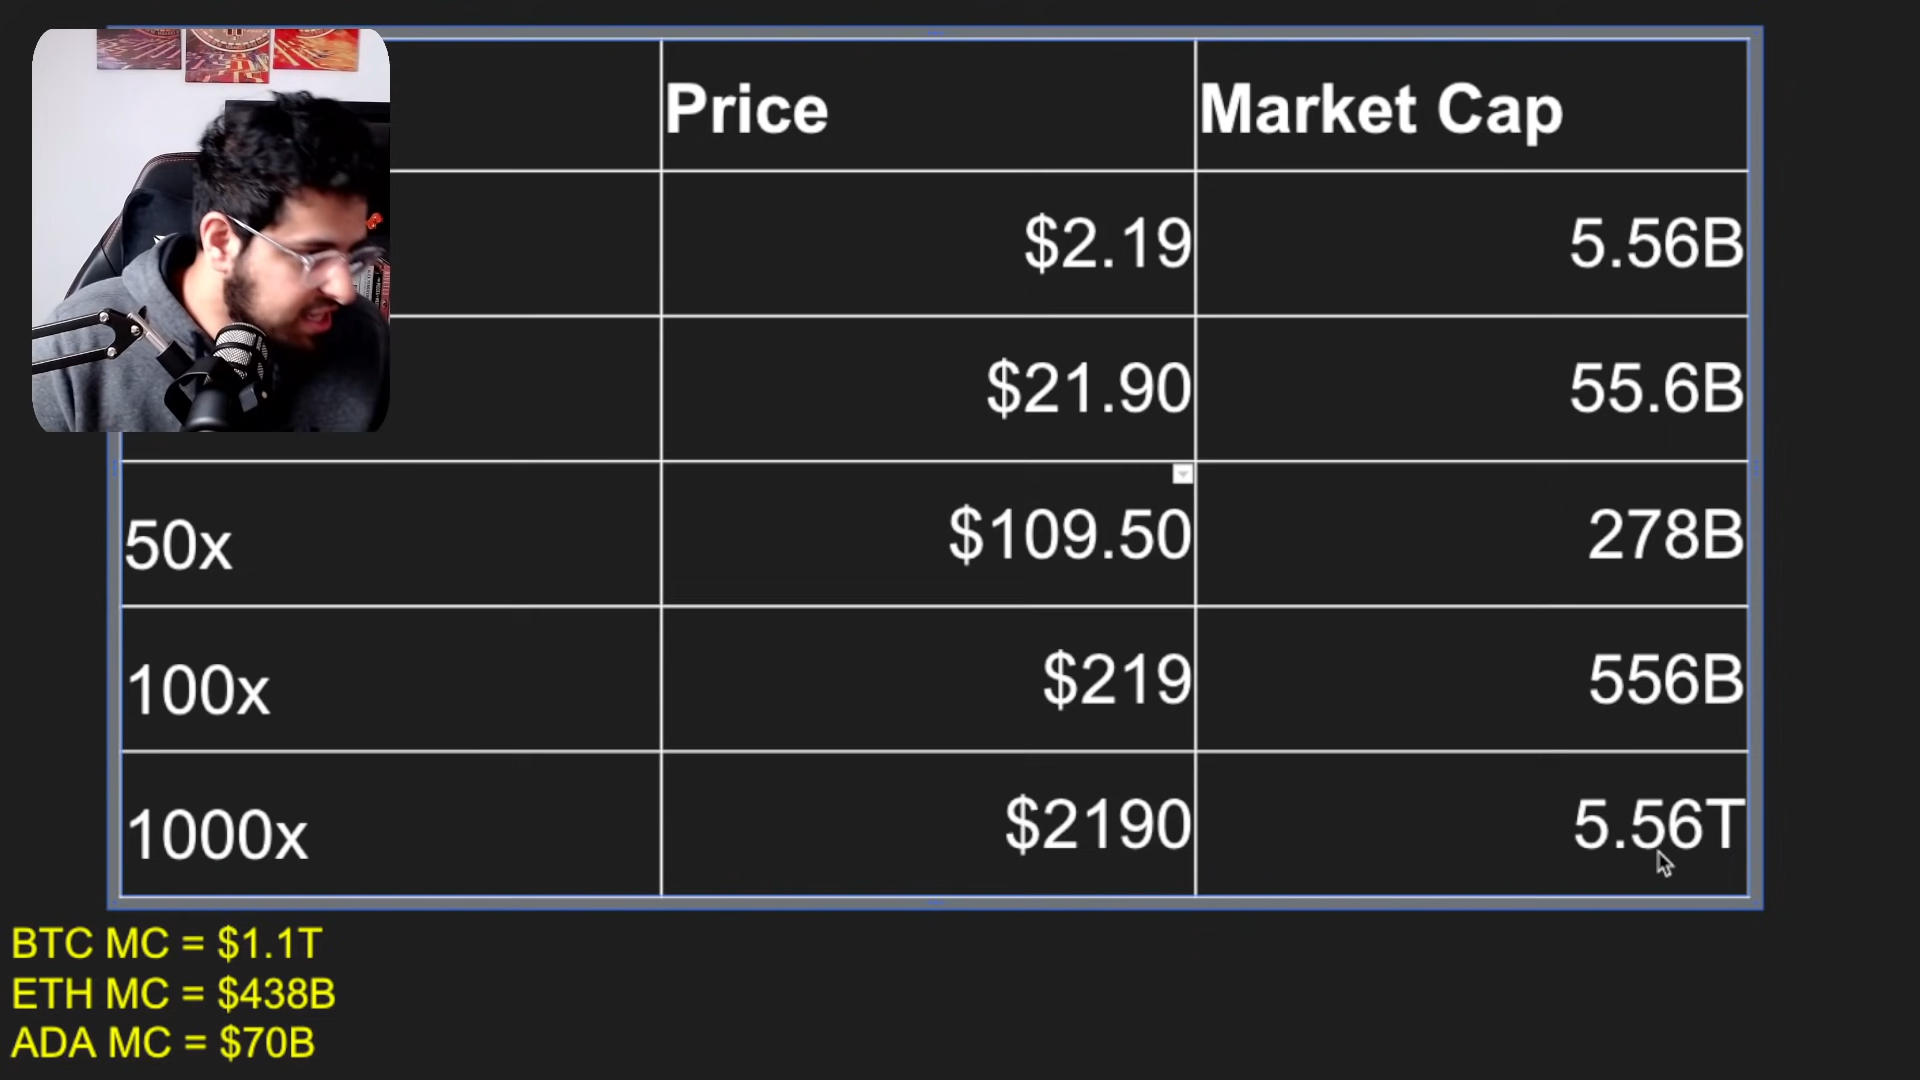 Price Market Cap
$2.19 5.56B
$21.90 55.6B
50x $109.50 278B
100x $219 556B
1000x $2190 5.56T
BTC MC = $1.1T
ETH MC = $438B
ADA MC = $70B